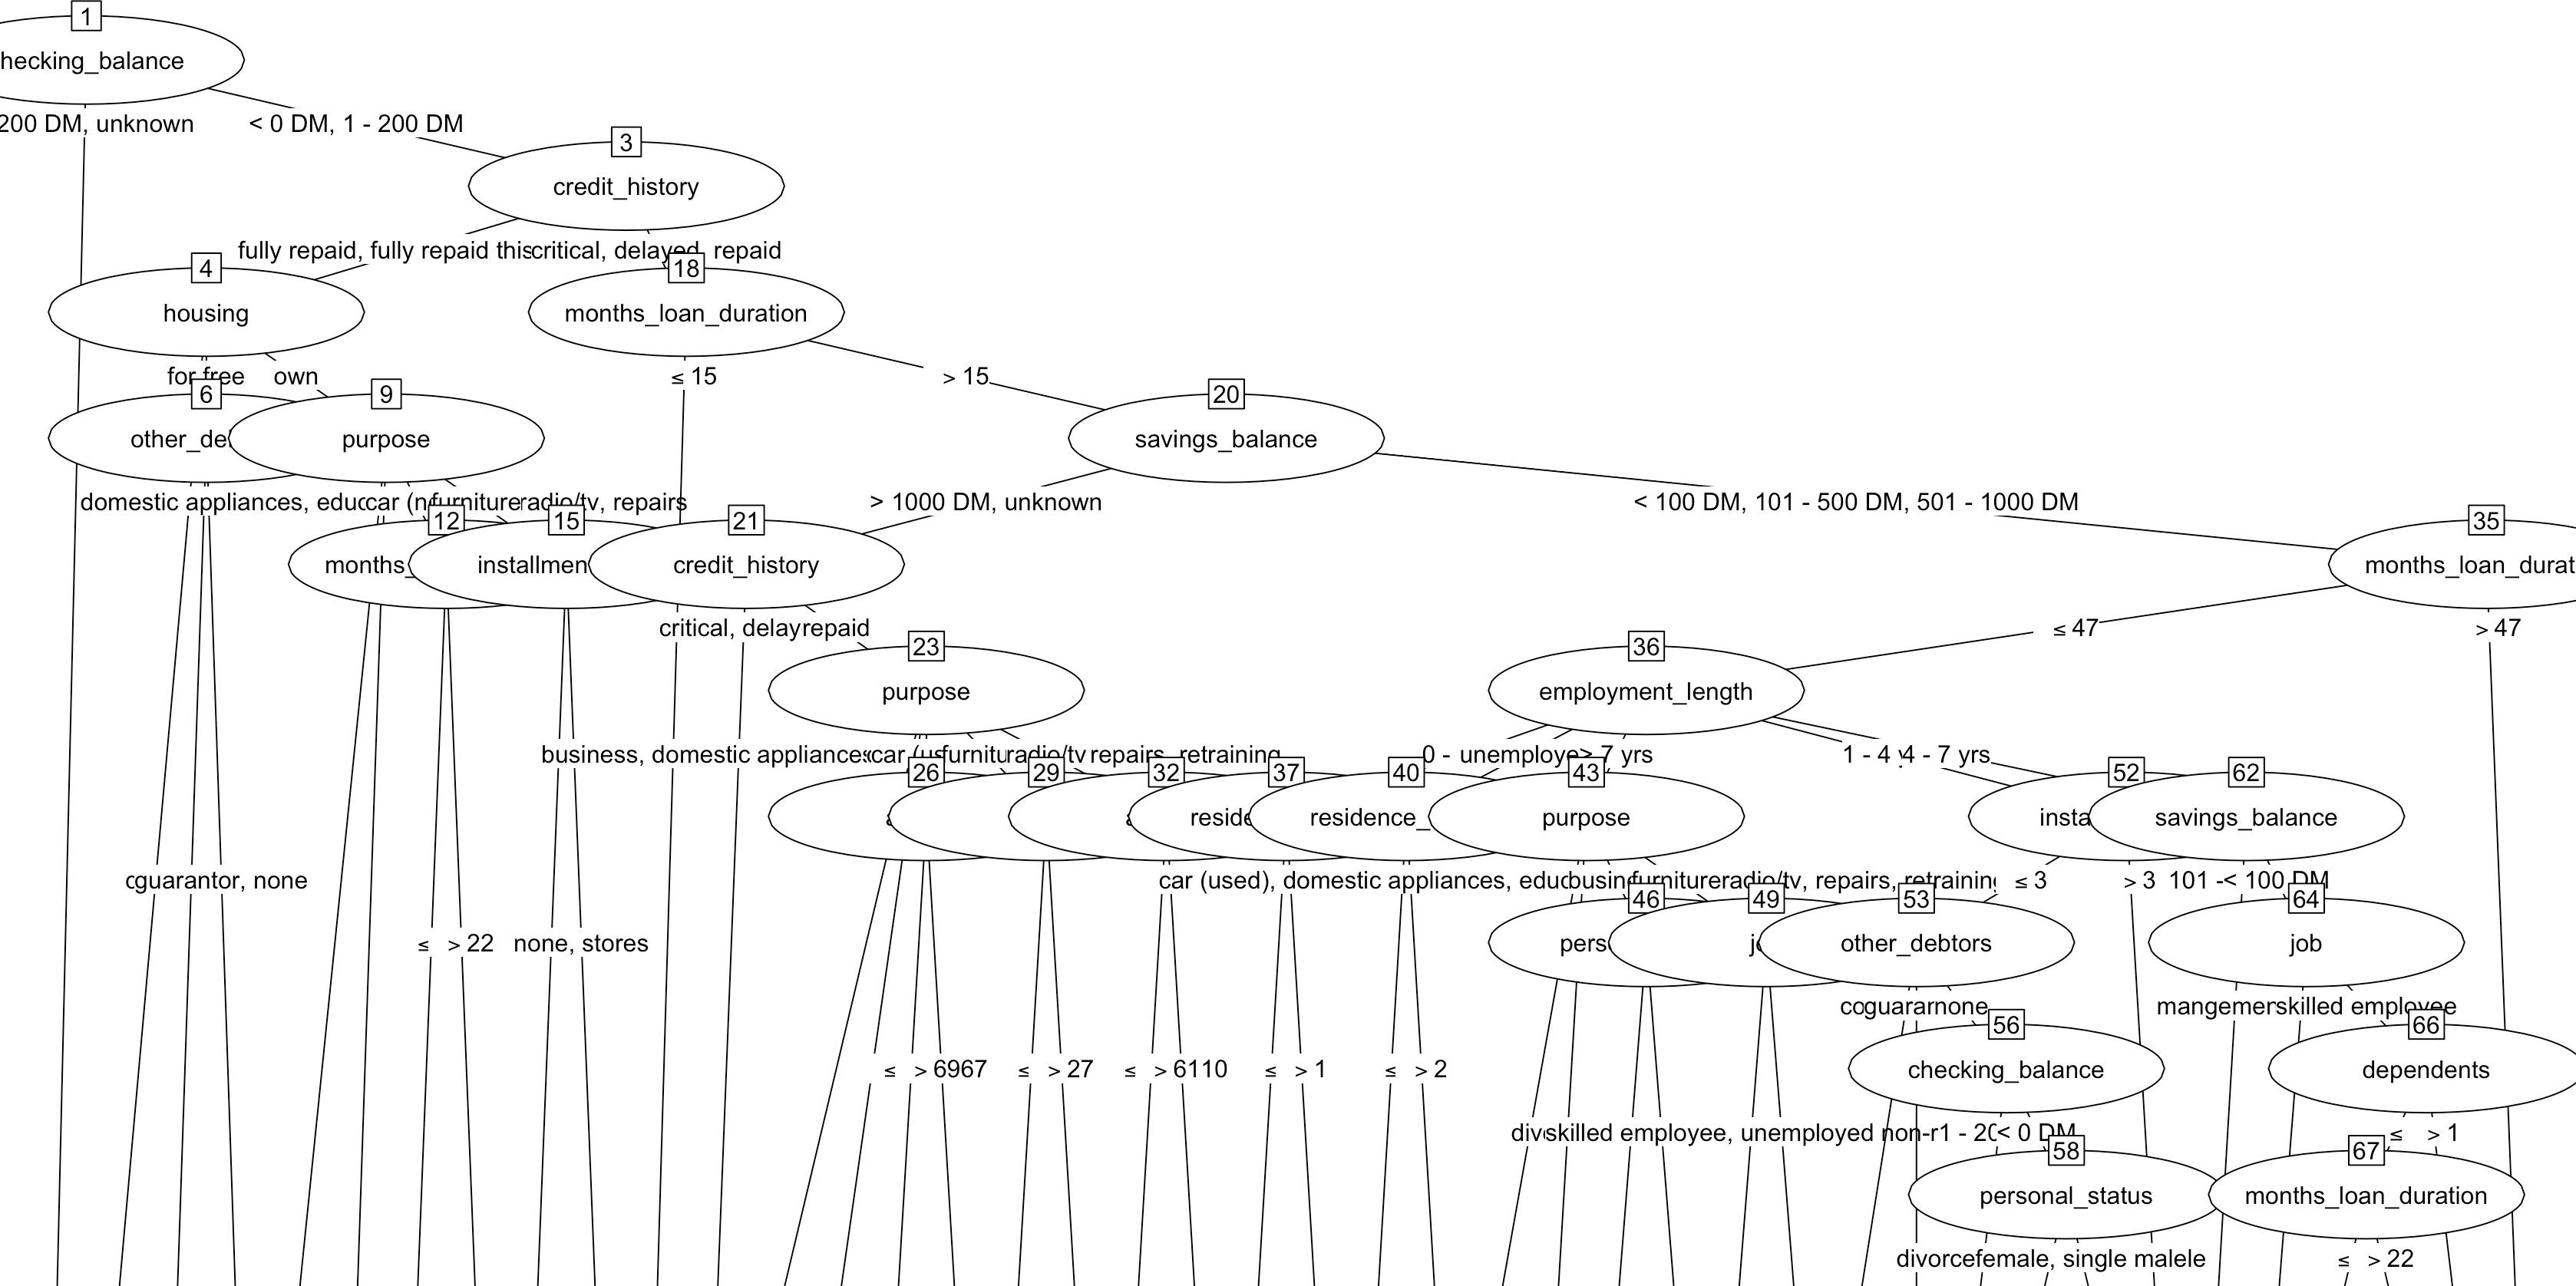 1
hecking_balance
200 DM, unknown
< 0 DM, 1 - 200 DM
3
credit_history
fully repaid, fully repaid this
critical, delayed, repaid
4
18
housing
months_loan_duration
for free
own
≤ 15
> 15
6
9
20
other_de
purpose
savings_balance
domestic appliances, educ
car (n
furniture
radio/tv, repairs
> 1000 DM, unknown
< 100 DM, 101 - 500 DM, 501 - 1000 DM
12
15
21
35
months_
installmen
credit_history
months_loan_durat
critical, delay
repaid
≤ 47
> 47
23
36
purpose
employment_length
business, domestic appliances
car (us
furnitu
radio/tv
repairs, retraining
0 -
unemploye
> 7 yrs
1 - 4 y
4 - 7 yrs
26
29
32
37
40
43
52
62
reside
residence_
purpose
insta
savings_balance
guarantor, none
car (used), domestic appliances, educ
busin
furniture
radio/tv, repairs, retraining
≤ 3
> 3
101 -
< 100 DM
46
49
53
64
≤
> 22
none, stores
pers
j
other_debtors
job
co
guarar
none
mangemer
skilled employee
56
66
≤
> 6967
≤
> 27
≤
> 6110
≤
> 1
≤
> 2
checking_balance
dependents
div
skilled employee, unemployed non-r
1 - 20
< 0 DM
≤
> 1
58
67
personal_status
months_loan_duration
divorce
female, single male
le
≤
> 22